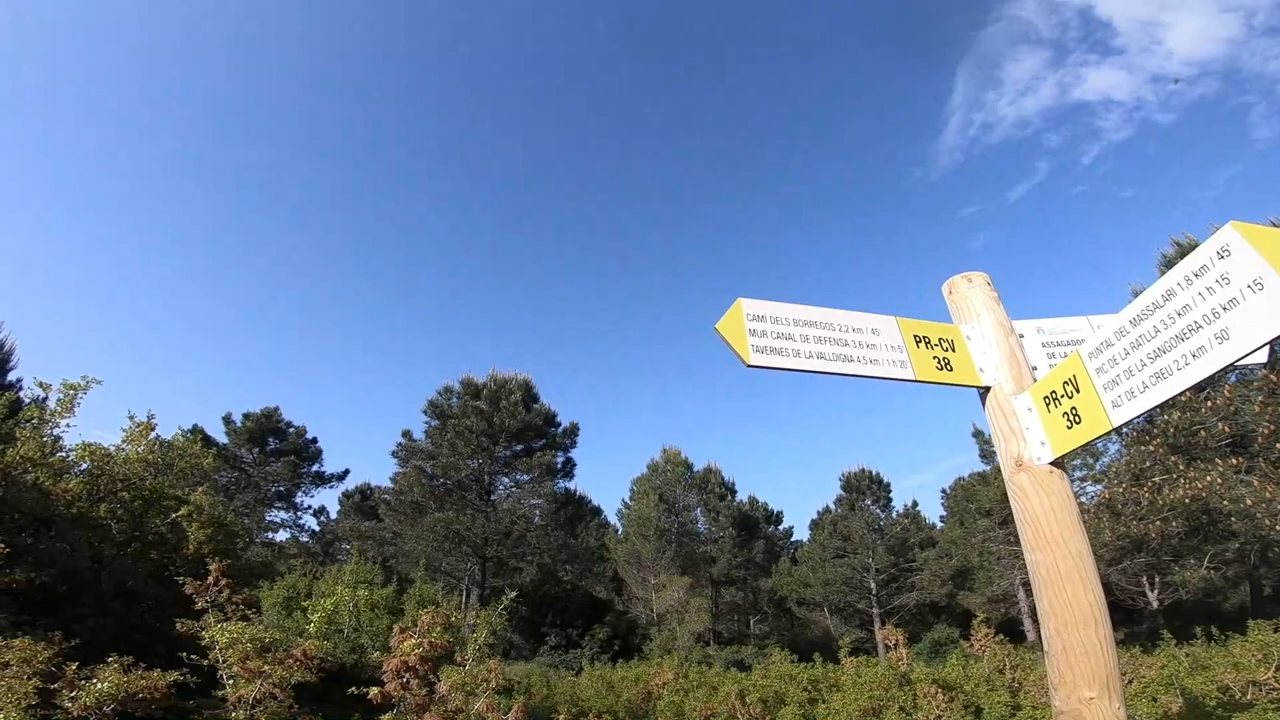 CAMÍ DELS BORREGOS 2,2 km / 45'
MUR CANAL DE DEFENSA 3,6 km / 1 h 5'
TAVERNES DE LA VALLDIGNA 4,5 km / 1 h 20'
PR-CV
38
ASSAGADOR
DE LA
PR-CV
38
PUNTAL DEL MASSALARI 1,8 km / 45'
PIC DE LA RATLLA 3,5 km / 1 h 15'
FONT DE LA SANGONERA 0,6 km / 15'
ALT DE LA CREU 2,2 km / 50'